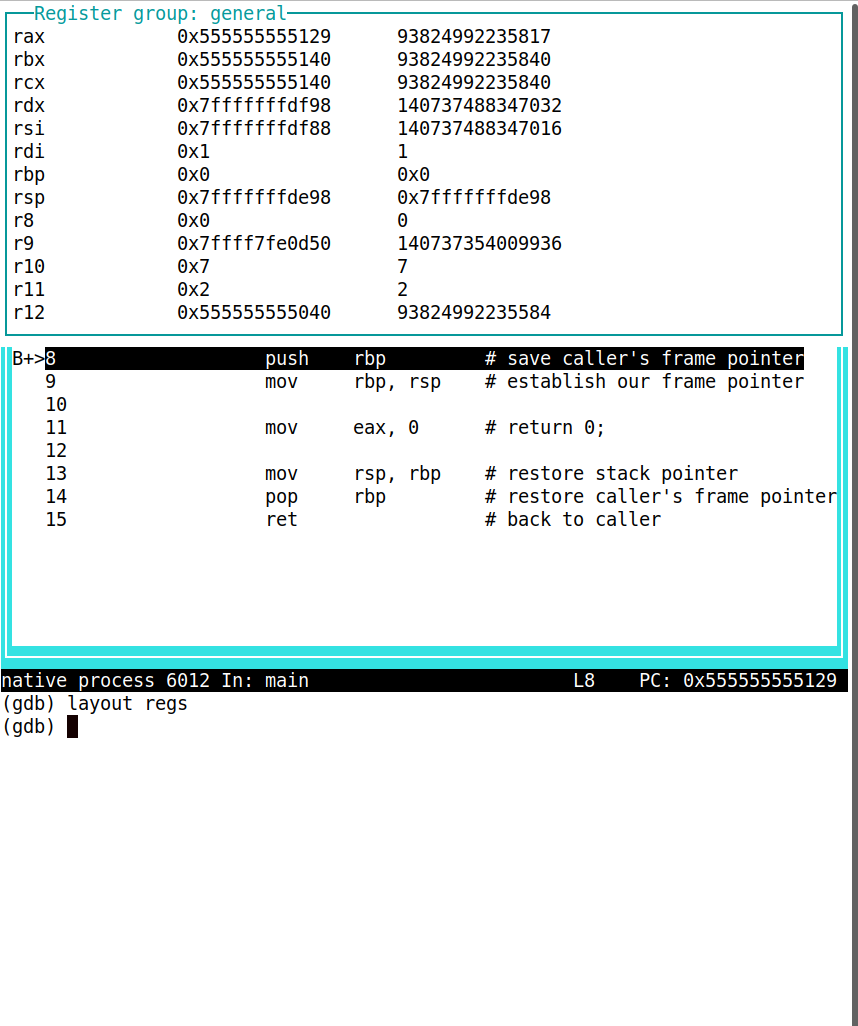 Register group: general
rax 0x555555555129 93824992235817
rbx 0x555555555140 93824992235840
rcx 0x555555555140 93824992235840
rdx 0x7fffffffdf98 140737488347032
rsi 0x7fffffffdf88 140737488347016
rdi 0x1 1
rbp 0x0 0x0
rsp 0x7fffffffde98 0x7fffffffde98
r8 0x0 0
r9 0x7ffff7fe0d50 140737354009936
r10 0x7 7
r11 0x2 2
r12 0x555555555040 93824992235584
B+>8 push rbp # save caller's frame pointer
9 mov rbp, rsp # establish our frame pointer
10
11 mov eax, 0 # return 0;
12
13 mov rsp, rbp # restore stack pointer
14 pop rbp # restore caller's frame pointer
15 ret # back to caller
native process 6012 In: main L8 PC: 0x555555555129
(gdb) layout regs
(gdb)